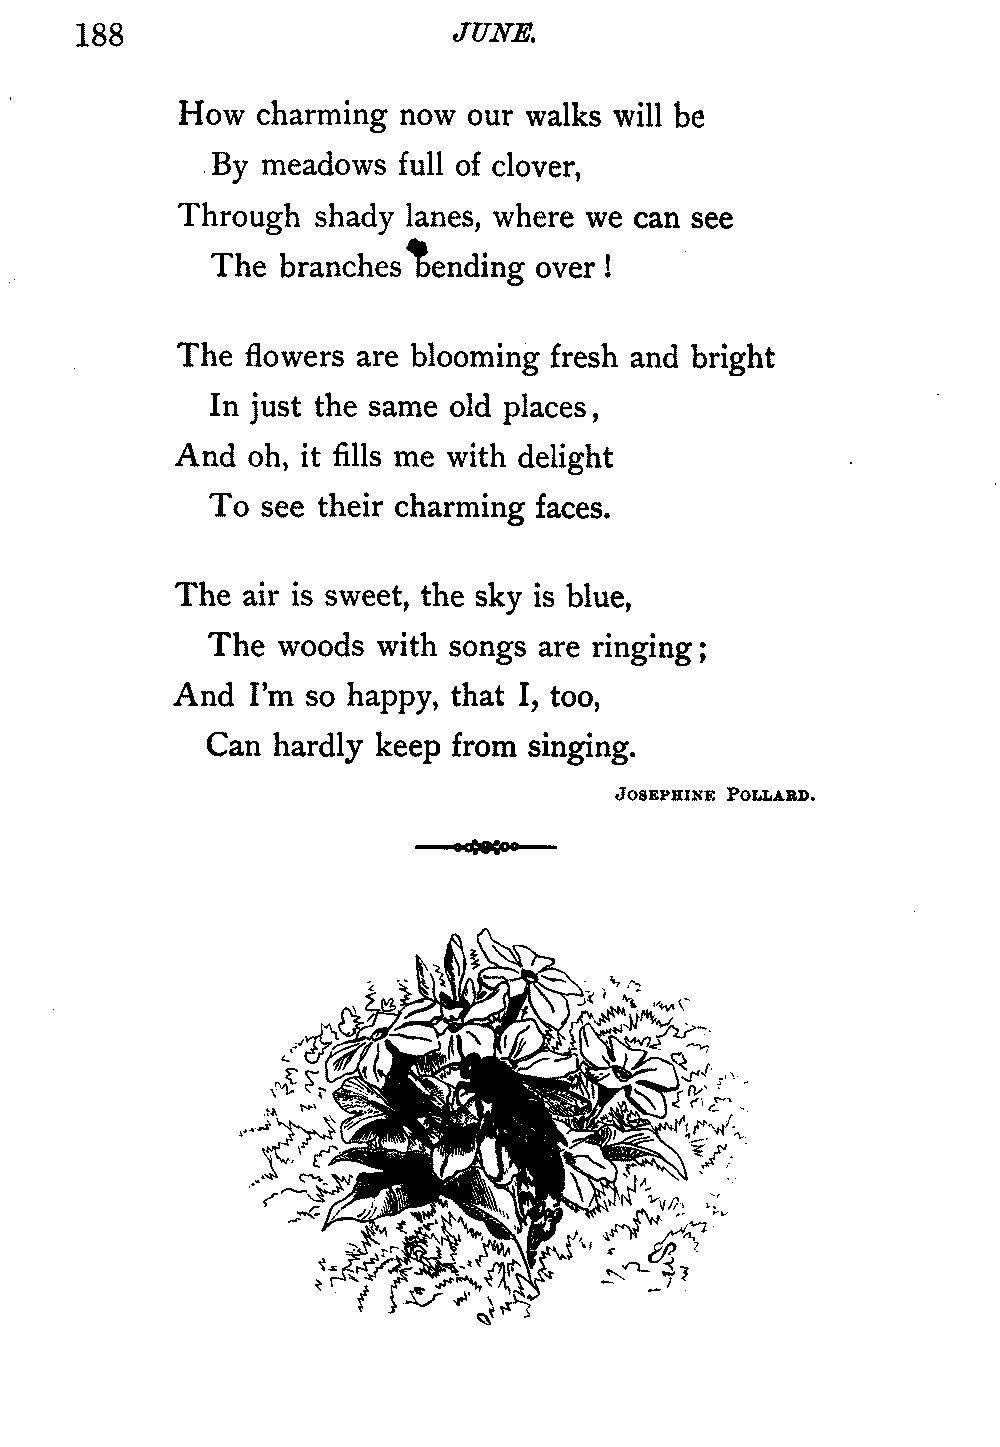 188
JUNE.
How charming now our walks will be
By meadows full of clover,
Through shady lanes, where we can see
The branches bending over!
The flowers are blooming fresh and bright
In just the same old places,
And oh, it fills me with delight
To see their charming faces.
The air is sweet, the sky is blue,
The woods with songs are ringing;
And I'm so happy, that I, too,
Can hardly keep from singing.
JOSEPHINE POLLARD.